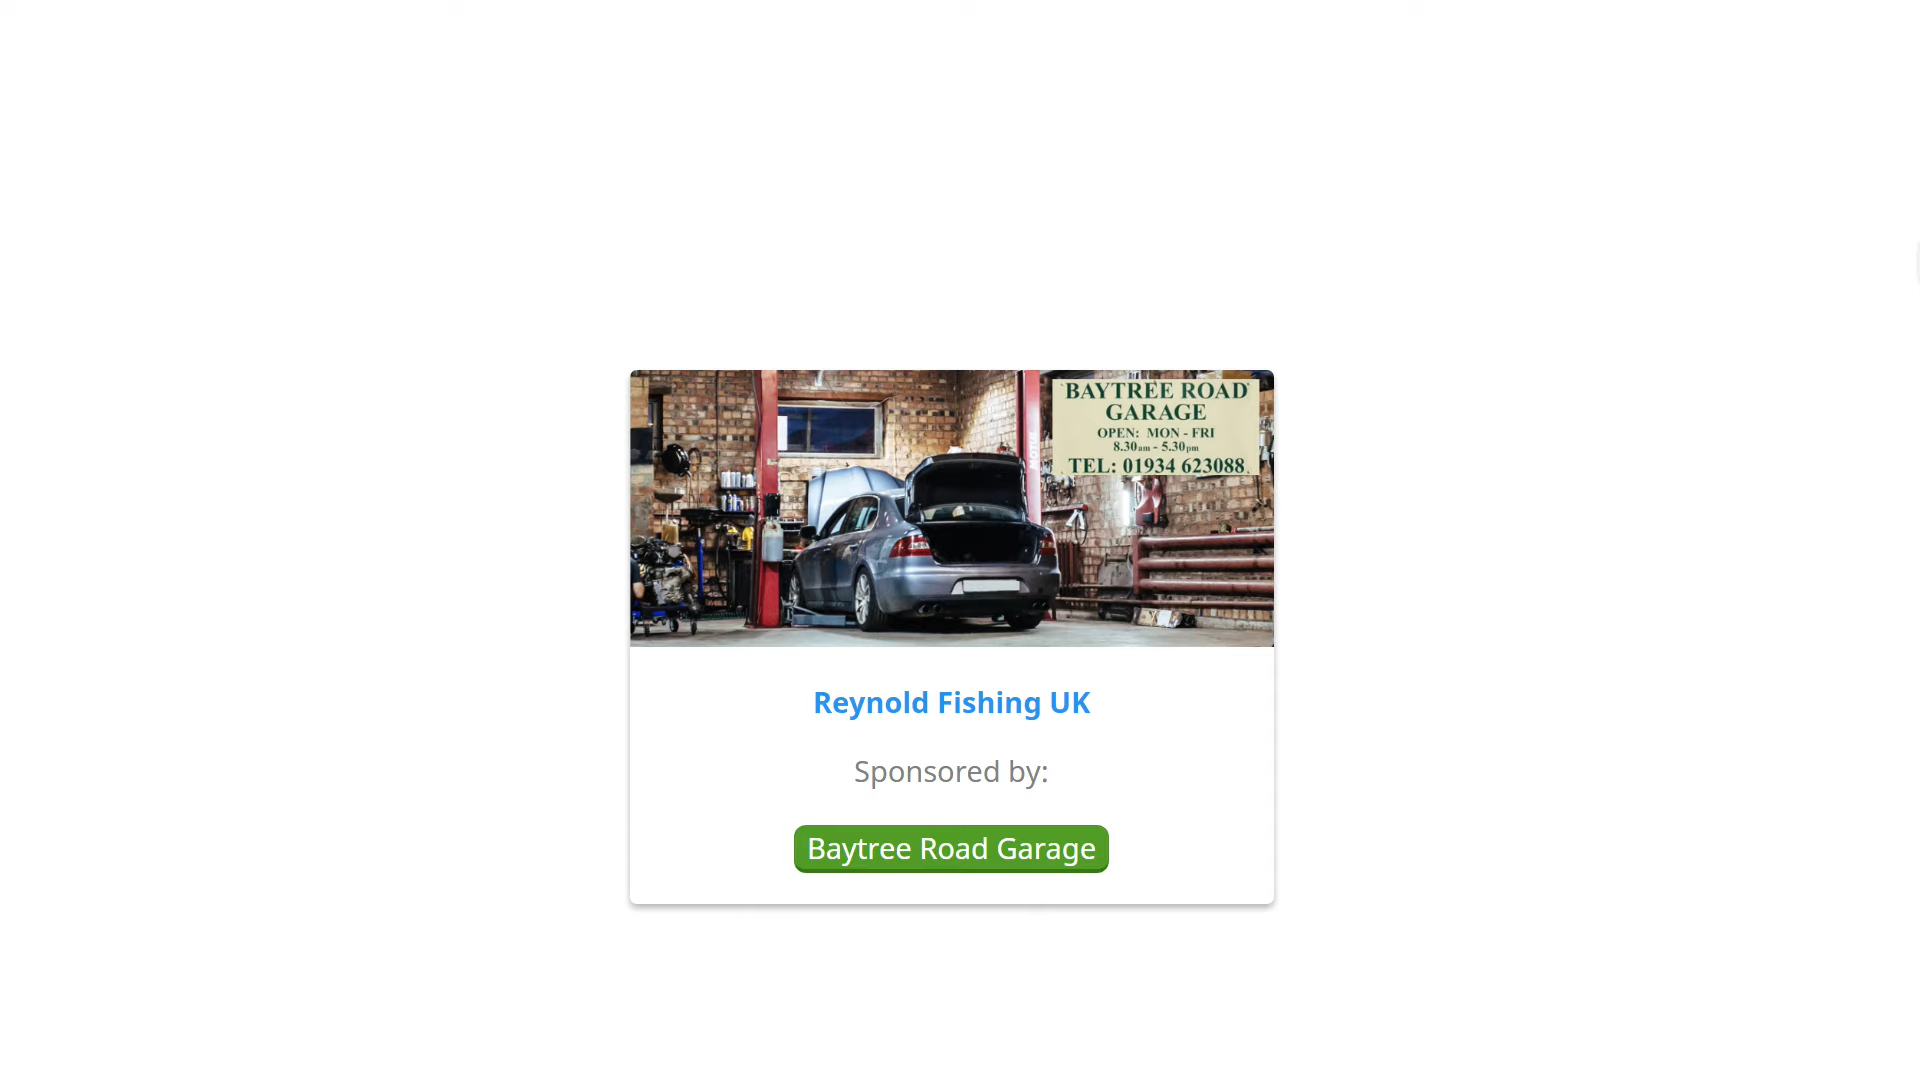 BAYTREE ROAD
GARAGE
OPEN: MON - FRI
8.30am - 5.30pm
TEL: 01934 623088
Reynold Fishing UK
Sponsored by:
Baytree Road Garage